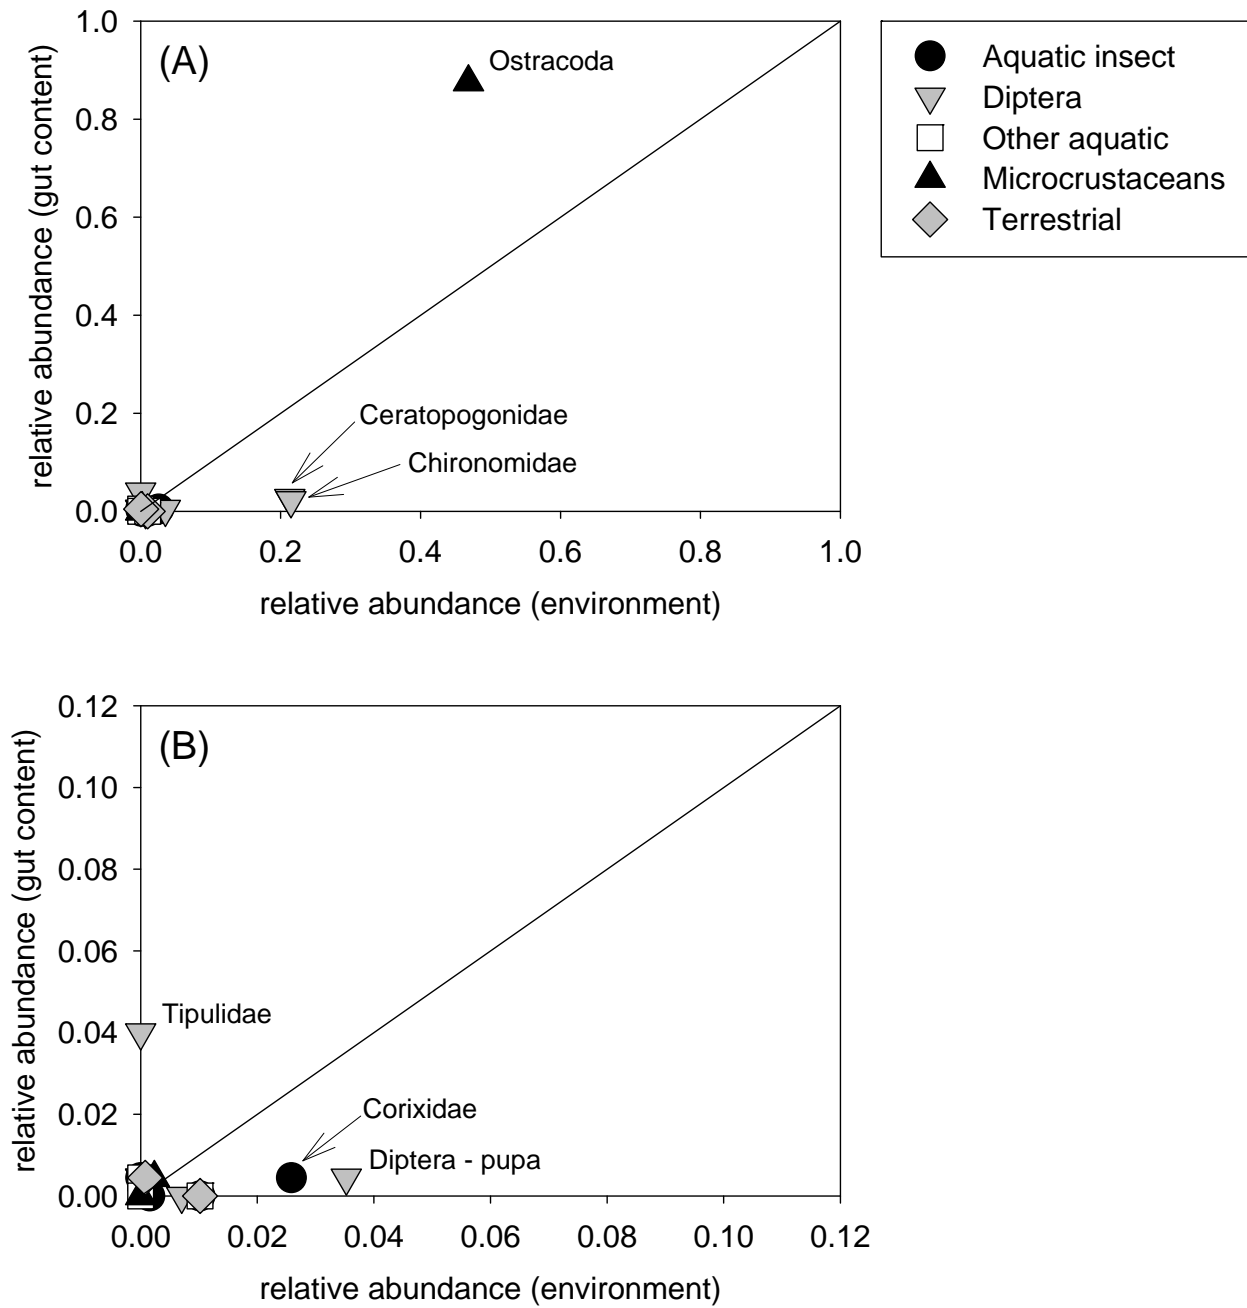 (A)
Ostracoda
Ceratopogonidae
Chironomidae
1.0
0.8
0.6
0.4
0.2
0.0
relative abundance (gut content)
0.0 0.2 0.4 0.6 0.8 1.0
relative abundance (environment)
Aquatic insect
Diptera
Other aquatic
Microcrustaceans
Terrestrial
(B)
Tipulidae
Corixidae
Diptera - pupa
0.12
0.10
0.08
0.06
0.04
0.02
0.00
relative abundance (gut content)
0.00 0.02 0.04 0.06 0.08 0.10 0.12
relative abundance (environment)